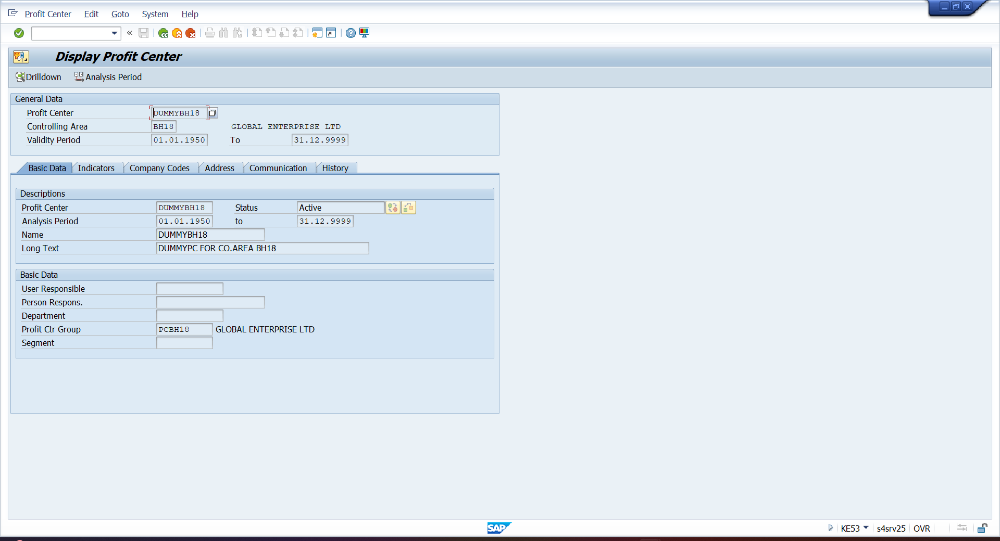 Profit Center Edit Goto System Help
Display Profit Center
Drilldown Analysis Period
General Data
Profit Center DUMMYBH18
Controlling Area BH18 GLOBAL ENTERPRISE LTD
Validity Period 01.01.1950 To 31.12.9999
Basic Data Indicators Company Codes Address Communication History
Descriptions
Profit Center DUMMYBH18 Status Active
Analysis Period 01.01.1950 to 31.12.9999
Name DUMMYBH18
Long Text DUMMYPC FOR CO.AREA BH18
Basic Data
User Responsible
Person Respons.
Department
Profit Ctr Group PCBH18 GLOBAL ENTERPRISE LTD
Segment
SAP KE53 s4srv25 OVR